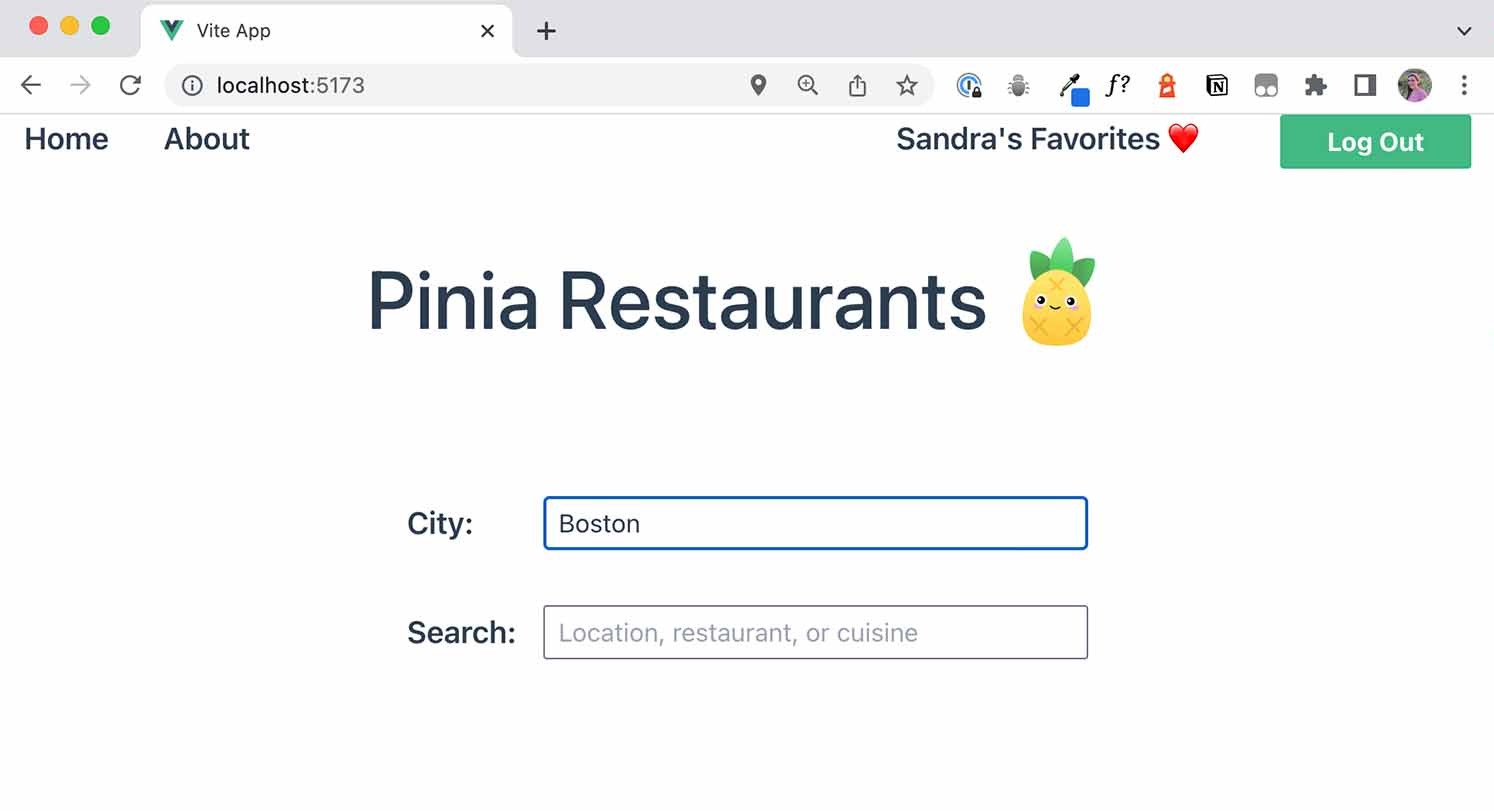 Vite App
localhost:5173
f?
Home About Sandra's Favorites ❤️ Log Out
Pinia Restaurants
City: Boston
Search: Location, restaurant, or cuisine